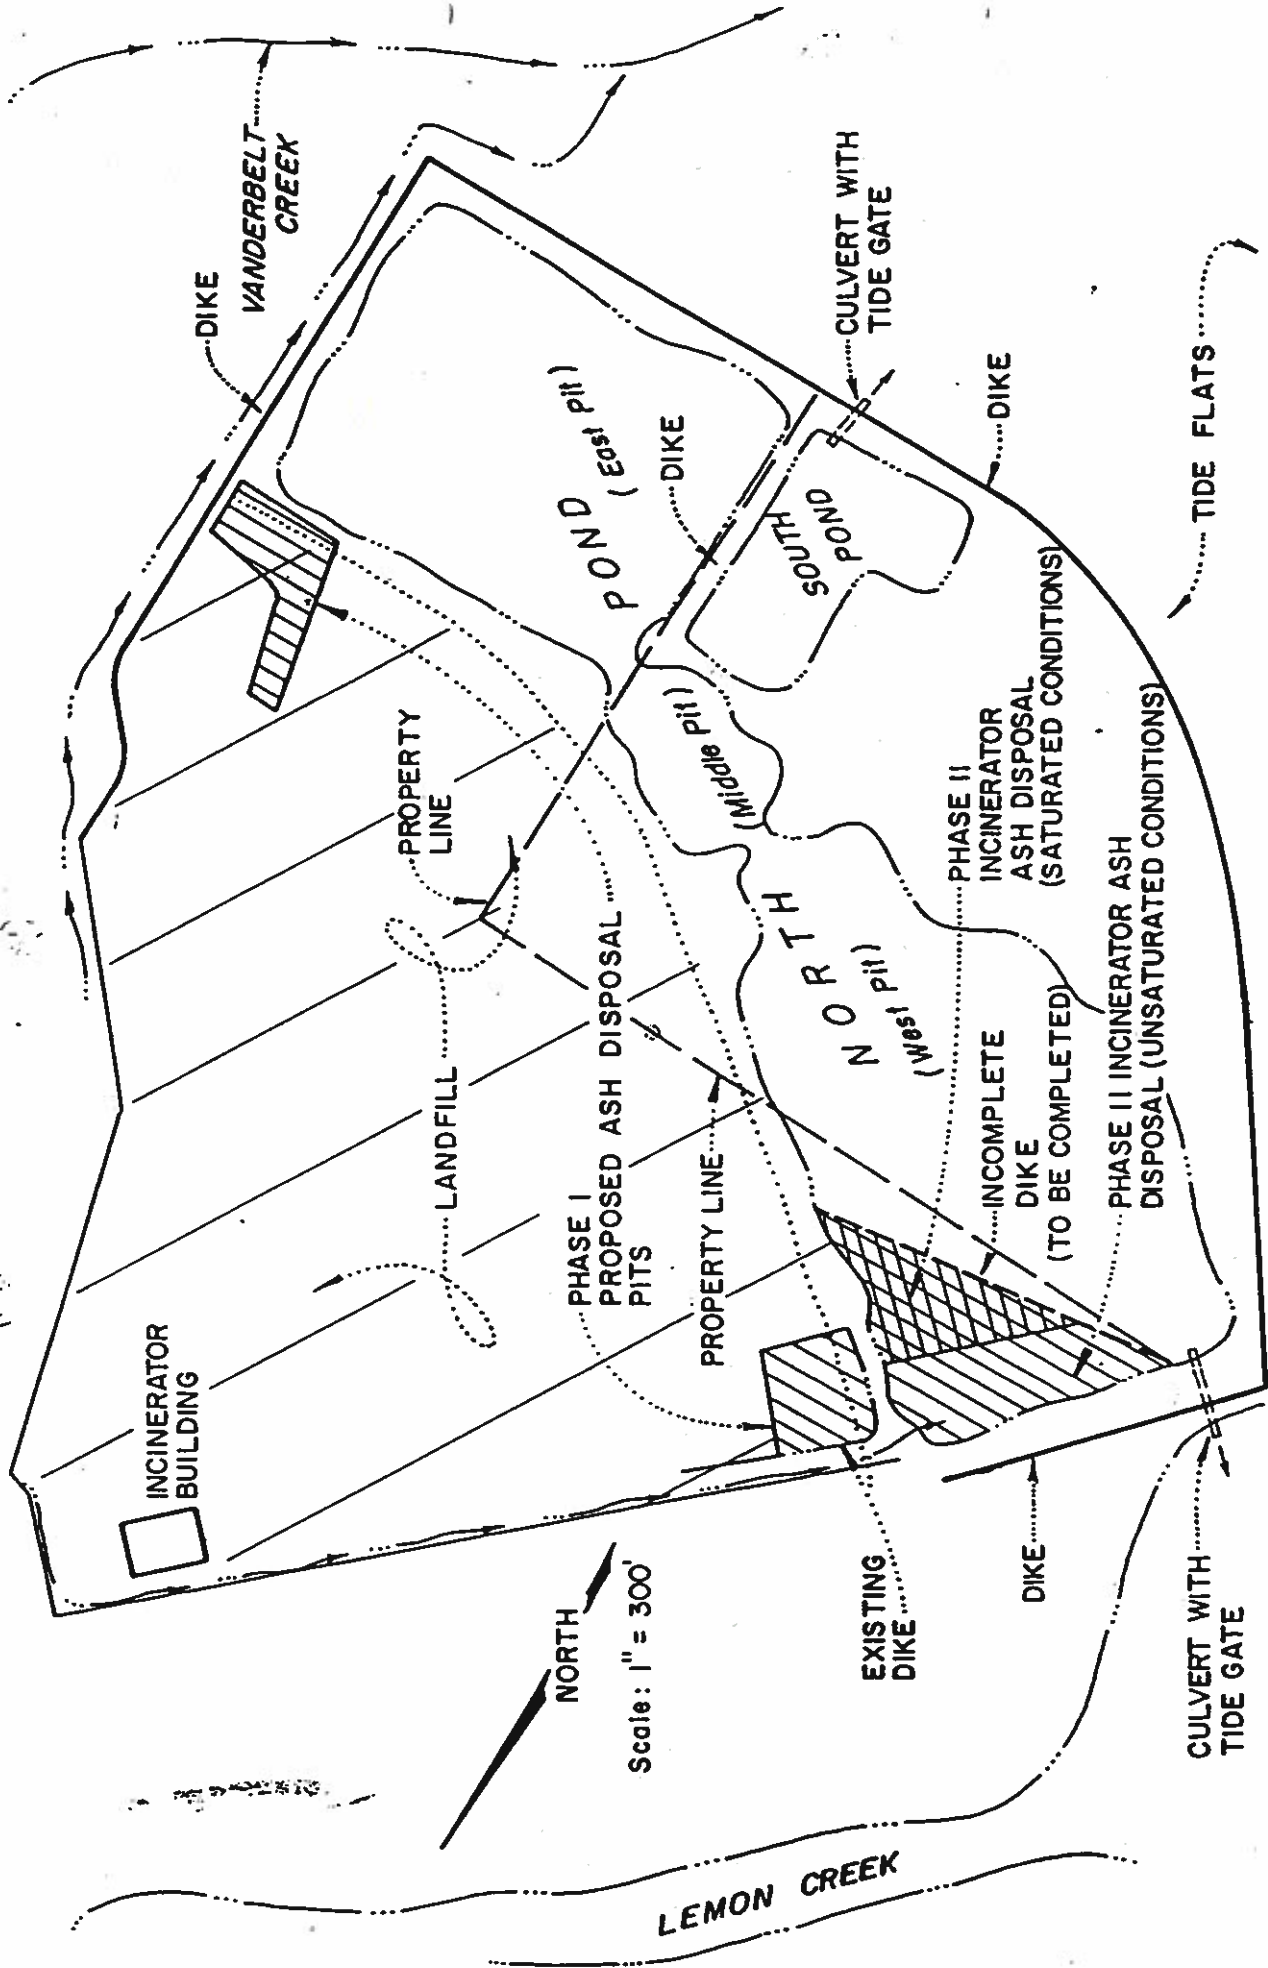 VANDERBELT
CREEK
DIKE
CULVERT WITH
TIDE GATE
DIKE
TIDE FLATS
POND
(East Pit)
DIKE
SOUTH
POND
(Middle Pit)
NORTH
(West Pit)
PROPERTY
LINE
LANDFILL
PHASE I
PROPOSED ASH DISPOSAL
PITS
PROPERTY LINE
PHASE II
INCINERATOR
ASH DISPOSAL
(SATURATED CONDITIONS)
INCOMPLETE
DIKE
(TO BE COMPLETED)
PHASE II INCINERATOR ASH
DISPOSAL (UNSATURATED CONDITIONS)
INCINERATOR
BUILDING
NORTH
Scale: 1" = 300'
EXISTING
DIKE
DIKE
CULVERT WITH
TIDE GATE
LEMON CREEK